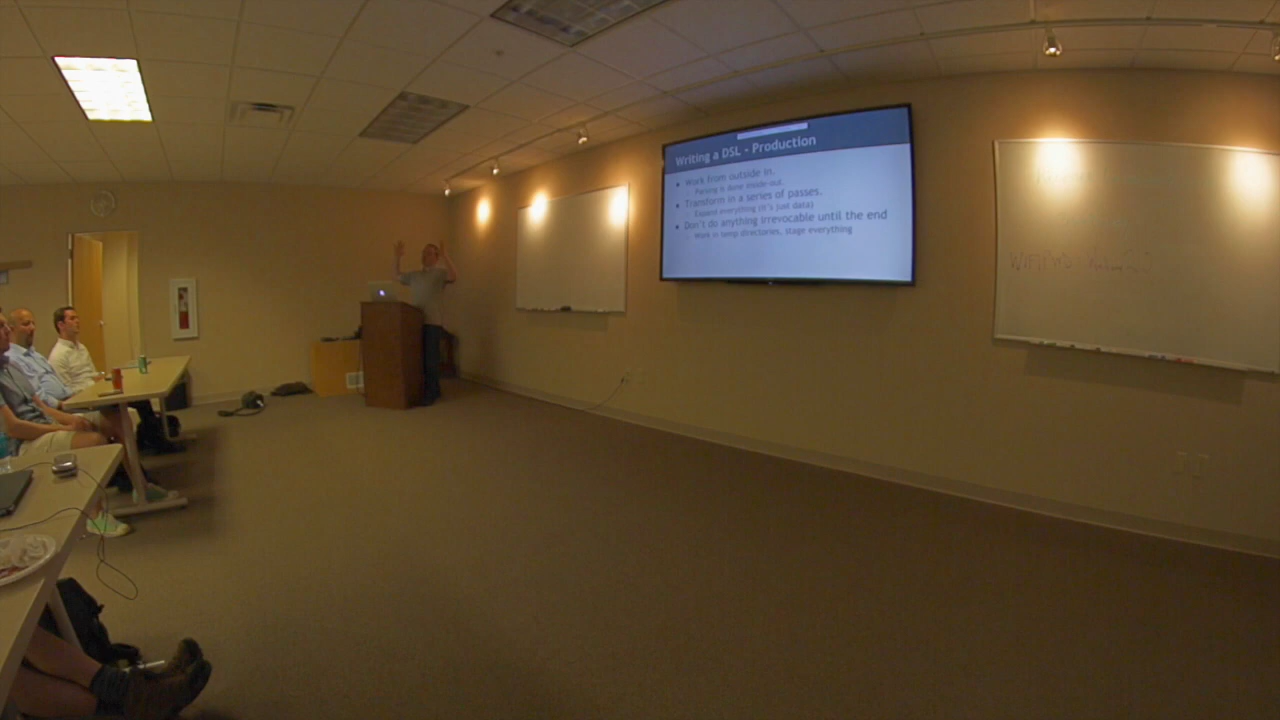 Writing a DSL - Production
• Work from outside in.
◦ Parsing is done inside-out.
• Transform in a series of passes.
◦ Expand everything (it's just data)
• Don't do anything irrevocable until the end
◦ Work in temp directories, stage everything